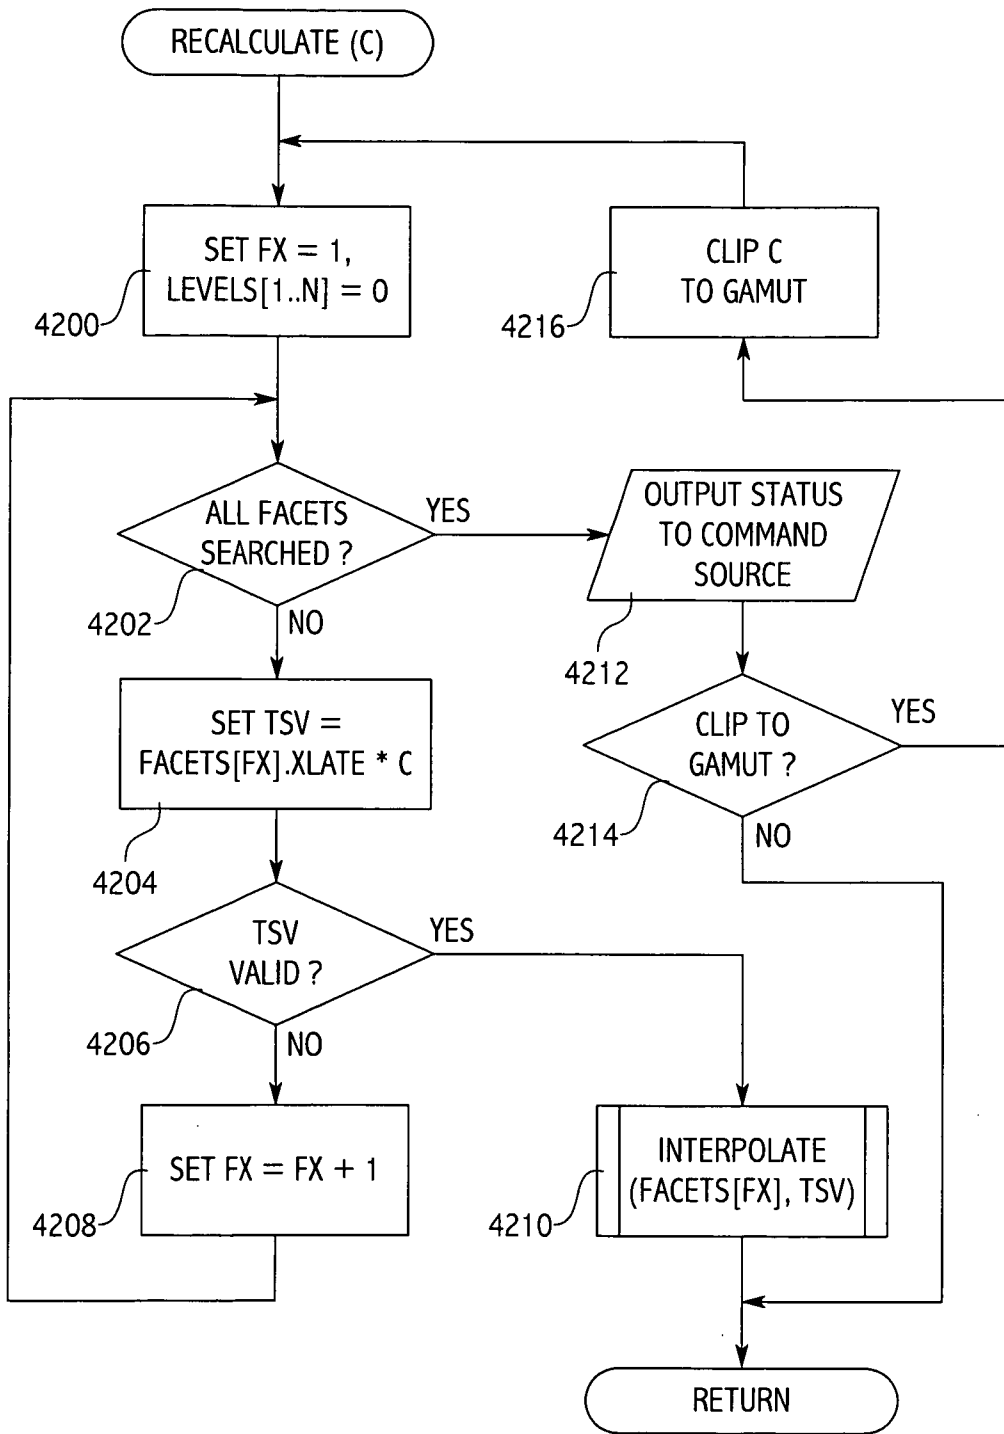 RECALCULATE (C)
SET FX = 1,
LEVELS[1..N] = 0
4200
CLIP C
TO GAMUT
4216
ALL FACETS
SEARCHED ?
YES
4202
NO
OUTPUT STATUS
TO COMMAND
SOURCE
4212
SET TSV =
FACETS[FX].XLATE * C
4204
CLIP TO
GAMUT ?
YES
4214
NO
TSV
VALID ?
YES
4206
NO
SET FX = FX + 1
4208
INTERPOLATE
(FACETS[FX], TSV)
4210
RETURN